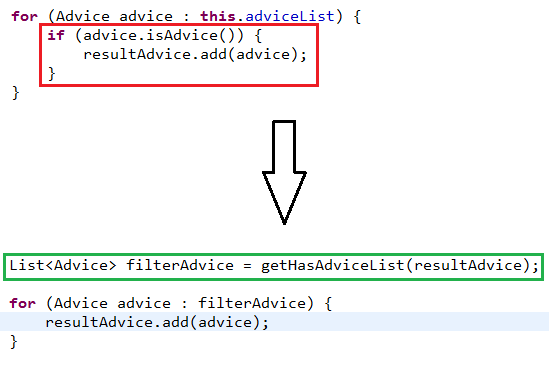 for (Advice advice : this.adviceList) {
    if (advice.isAdvice()) {
        resultAdvice.add(advice);
    }
}
List<Advice> filterAdvice = getHasAdviceList(resultAdvice);
for (Advice advice : filterAdvice) {
    resultAdvice.add(advice);
}